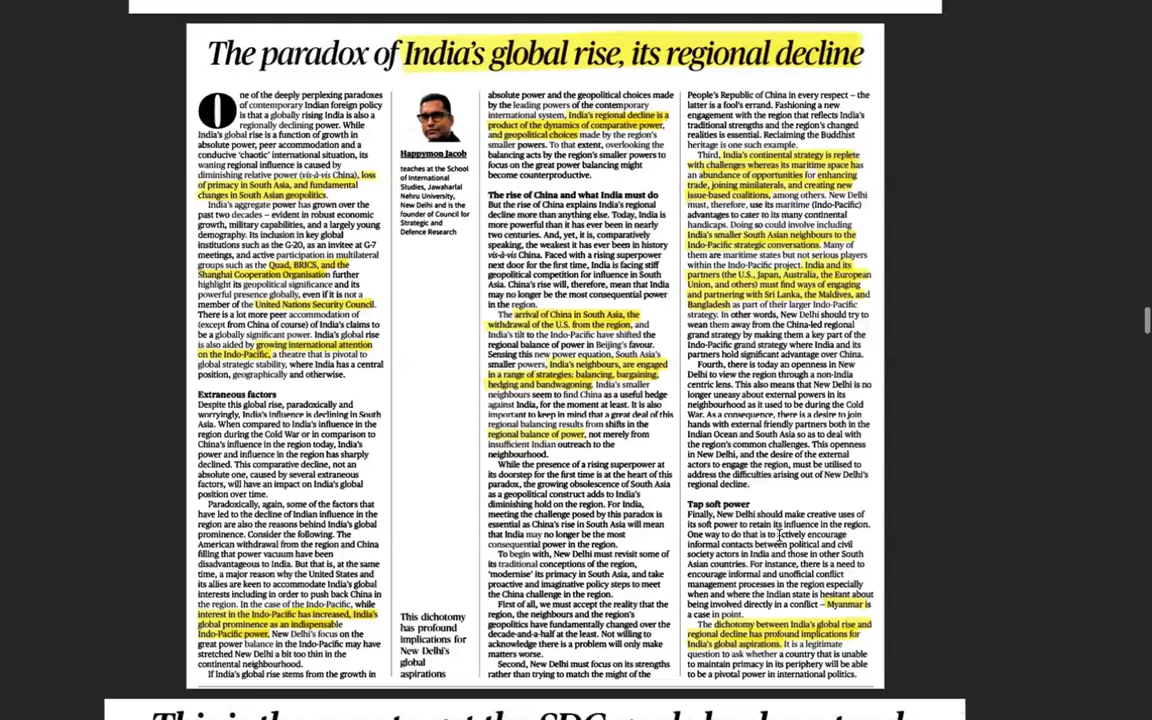 The paradox of India's global rise, its regional decline
One of the deeply perplexing paradoxes
of contemporary Indian foreign policy
is that a globally rising India is also a
regionally declining power. While
India's global rise is a function of growth in
absolute power, peer accommodation and a
conducive 'chaotic' international situation, its
waning regional influence is caused by
diminishing relative power (vis-à-vis China), loss
of primacy in South Asia, and fundamental
changes in South Asian geopolitics.
India's aggregate power has grown over the
past two decades — evident in robust economic
growth, military capabilities, and a largely young
demography. Its inclusion in key global
institutions such as the G-20, as an invitee at G-7
meetings, and active participation in multilateral
groups such as the Quad, BRICS, and the
Shanghai Cooperation Organisation further
highlight its geopolitical significance and its
powerful presence globally, even if it is not a
member of the United Nations Security Council.
There is a lot more peer accommodation of
(except from China of course) of India's claims to
be a globally significant power. India's global rise
is also aided by growing international attention
on the Indo-Pacific, a theatre that is pivotal to
global strategic stability, where India has a central
position, geographically and otherwise.
Extraneous factors
Despite this global rise, paradoxically and
worryingly, India's influence is declining in South
Asia. When compared to India's influence in the
region during the Cold War or in comparison to
China's influence in the region today, India's
power and influence in the region has sharply
declined. This comparative decline, not an
absolute one, caused by several extraneous
factors, will have an impact on India's global
position over time.
Paradoxically, again, some of the factors that
have led to the decline of Indian influence in the
region are also the reasons behind India's global
prominence. Consider the following. The
American withdrawal from the region and China
filling that power vacuum have been
disadvantageous to India. But that is, at the same
time, a major reason why the United States and
its allies are keen to accommodate India's global
interests including in order to push back China in
the region. In the case of the Indo-Pacific, while
interest in the Indo-Pacific has increased, India's
global prominence as an indispensable
Indo-Pacific power, New Delhi's focus on the
great power balance in the Indo-Pacific may have
stretched New Delhi a bit too thin in the
continental neighbourhood.
If India's global rise stems from the growth in
Happymon Jacob
teaches at the School
of International
Studies, Jawaharlal
Nehru University,
New Delhi and is the
founder of Council for
Strategic and
Defence Research
This dichotomy
has profound
implications for
New Delhi's
global
aspirations
absolute power and the geopolitical choices made
by the leading powers of the contemporary
international system, India's regional decline is a
product of the dynamics of comparative power,
and geopolitical choices made by the region's
smaller powers. To that extent, overlooking the
balancing acts by the region's smaller powers to
focus on the great power balancing might
become counterproductive.
The rise of China and what India must do
But the rise of China explains India's regional
decline more than anything else. Today, India is
more powerful than it has ever been in nearly
two centuries. And, yet, it is, comparatively
speaking, the weakest it has ever been in history
vis-à-vis China. Faced with a rising superpower
next door for the first time, India is facing stiff
geopolitical competition for influence in South
Asia. China's rise will, therefore, mean that India
may no longer be the most consequential power
in the region.
The arrival of China in South Asia, the
withdrawal of the U.S. from the region, and
India's tilt to the Indo-Pacific have shifted the
regional balance of power in Beijing's favour.
Sensing this new power equation, South Asia's
smaller powers, India's neighbours, are engaged
in a range of strategies: balancing, bargaining,
hedging and bandwagoning. India's smaller
neighbours seem to find China as a useful hedge
against India, for the moment at least. It is also
important to keep in mind that a great deal of this
regional balancing results from shifts in the
regional balance of power, not merely from
insufficient Indian outreach to the
neighbourhood.
While the presence of a rising superpower at
its doorstep for the first time is at the heart of this
paradox, the growing obsolescence of South Asia
as a geopolitical construct adds to India's
diminishing hold on the region. For India,
meeting the challenge posed by this paradox is
essential as China's rise in South Asia will mean
that India may no longer be the most
consequential power in the region.
To begin with, New Delhi must revisit some of
its traditional conceptions of the region,
'modernise' its primacy in South Asia, and take
proactive and imaginative policy steps to meet
the China challenge in the region.
First of all, we must accept the reality that the
region, the neighbours and the region's
geopolitics have fundamentally changed over the
decade-and-a-half at the least. Not willing to
acknowledge there is a problem will only make
matters worse.
Second, New Delhi must focus on its strengths
rather than trying to match the might of the
People's Republic of China in every respect — the
latter is a fool's errand. Fashioning a new
engagement with the region that reflects India's
traditional strengths and the region's changed
realities is essential. Reclaiming the Buddhist
heritage is one such example.
Third, India's continental strategy is replete
with challenges whereas its maritime space has
an abundance of opportunities for enhancing
trade, joining minilaterals, and creating new
issue-based coalitions, among others. New Delhi
must, therefore, use its maritime (Indo-Pacific)
advantages to cater to its many continental
handicaps. Doing so could involve including
India's smaller South Asian neighbours to the
Indo-Pacific strategic conversations. Many of
them are maritime states but not serious players
within the Indo-Pacific project. India and its
partners (the U.S., Japan, Australia, the European
Union, and others) must find ways of engaging
and partnering with Sri Lanka, the Maldives, and
Bangladesh as part of their larger Indo-Pacific
strategy. In other words, New Delhi should try to
wean them away from the China-led regional
grand strategy by making them a key part of the
Indo-Pacific grand strategy where India and its
partners hold significant advantage over China.
Fourth, there is today an openness in New
Delhi to view the region through a non-India
centric lens. This also means that New Delhi is no
longer uneasy about external powers in its
neighbourhood as it used to be during the Cold
War. As a consequence, there is a desire to join
hands with external friendly partners both in the
Indian Ocean and South Asia so as to deal with
the region's common challenges. This openness
in New Delhi, and the desire of the external
actors to engage the region, must be utilised to
address the difficulties arising out of New Delhi's
regional decline.
Tap soft power
Finally, New Delhi should make creative uses of
its soft power to retain its influence in the region.
One way to do that is to actively encourage
informal contacts between political and civil
society actors in India and those in other South
Asian countries. For instance, there is a need to
encourage informal and unofficial conflict
management processes in the region especially
when and where the Indian state is hesitant about
being involved directly in a conflict — Myanmar is
a case in point.
The dichotomy between India's global rise and
regional decline has profound implications for
India's global aspirations. It is a legitimate
question to ask whether a country that is unable
to maintain primacy in its periphery will be able
to be a pivotal power in international politics.